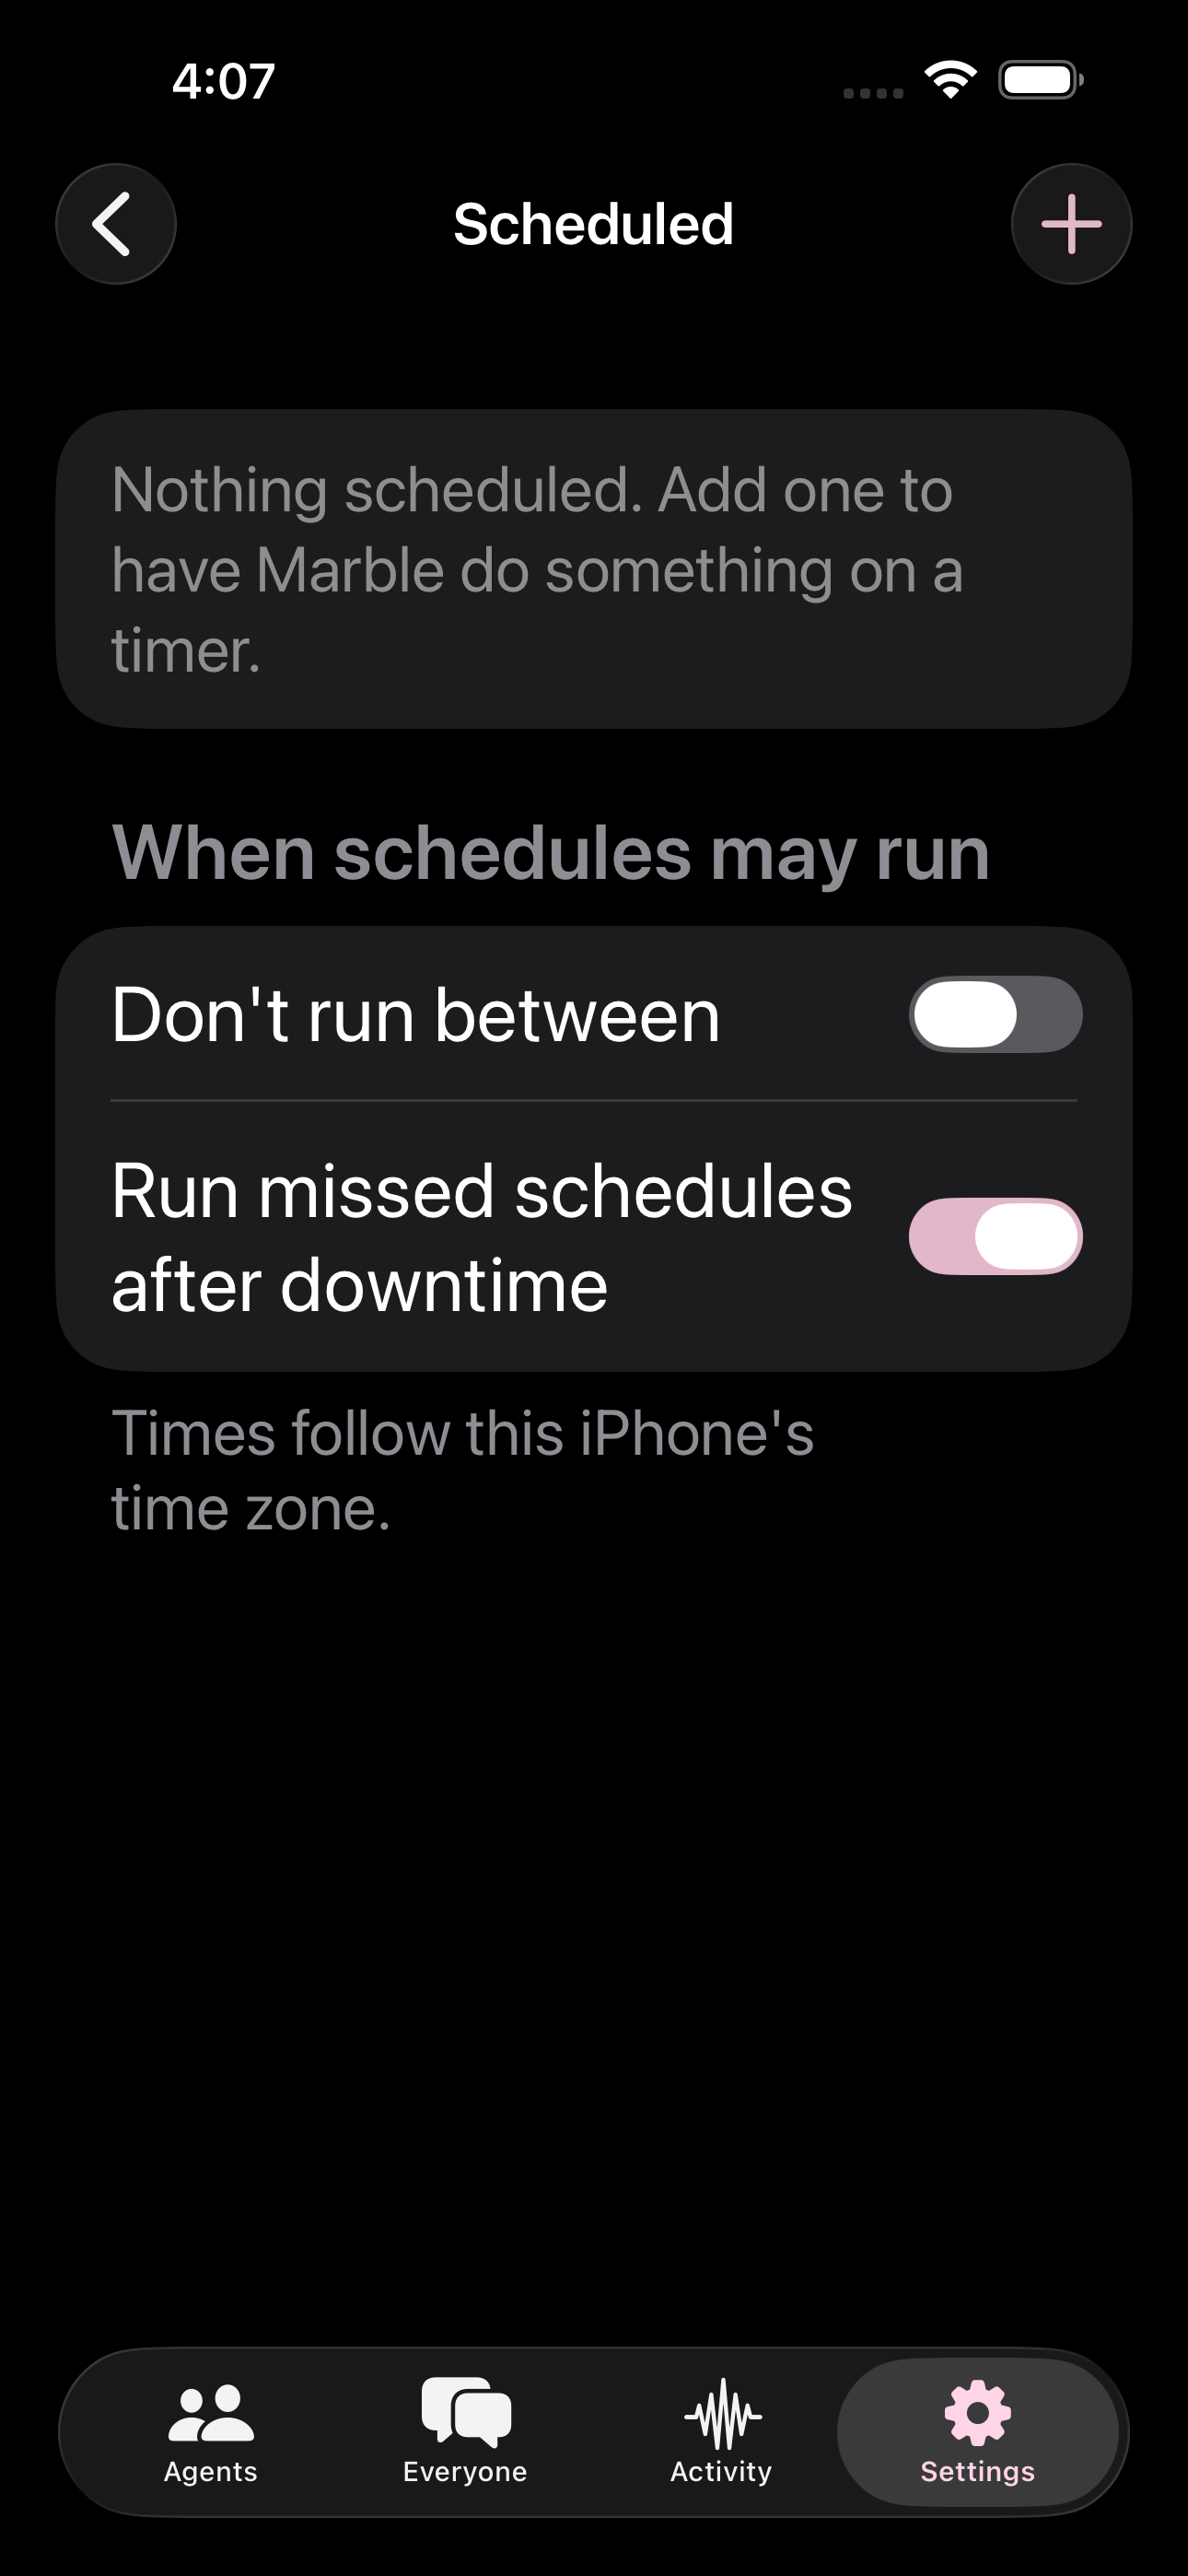 4:07
Scheduled
Nothing scheduled. Add one to
have Marble do something on a
timer.
When schedules may run
Don't run between
Run missed schedules
after downtime
Times follow this iPhone's
time zone.
Agents
Everyone
Activity
Settings